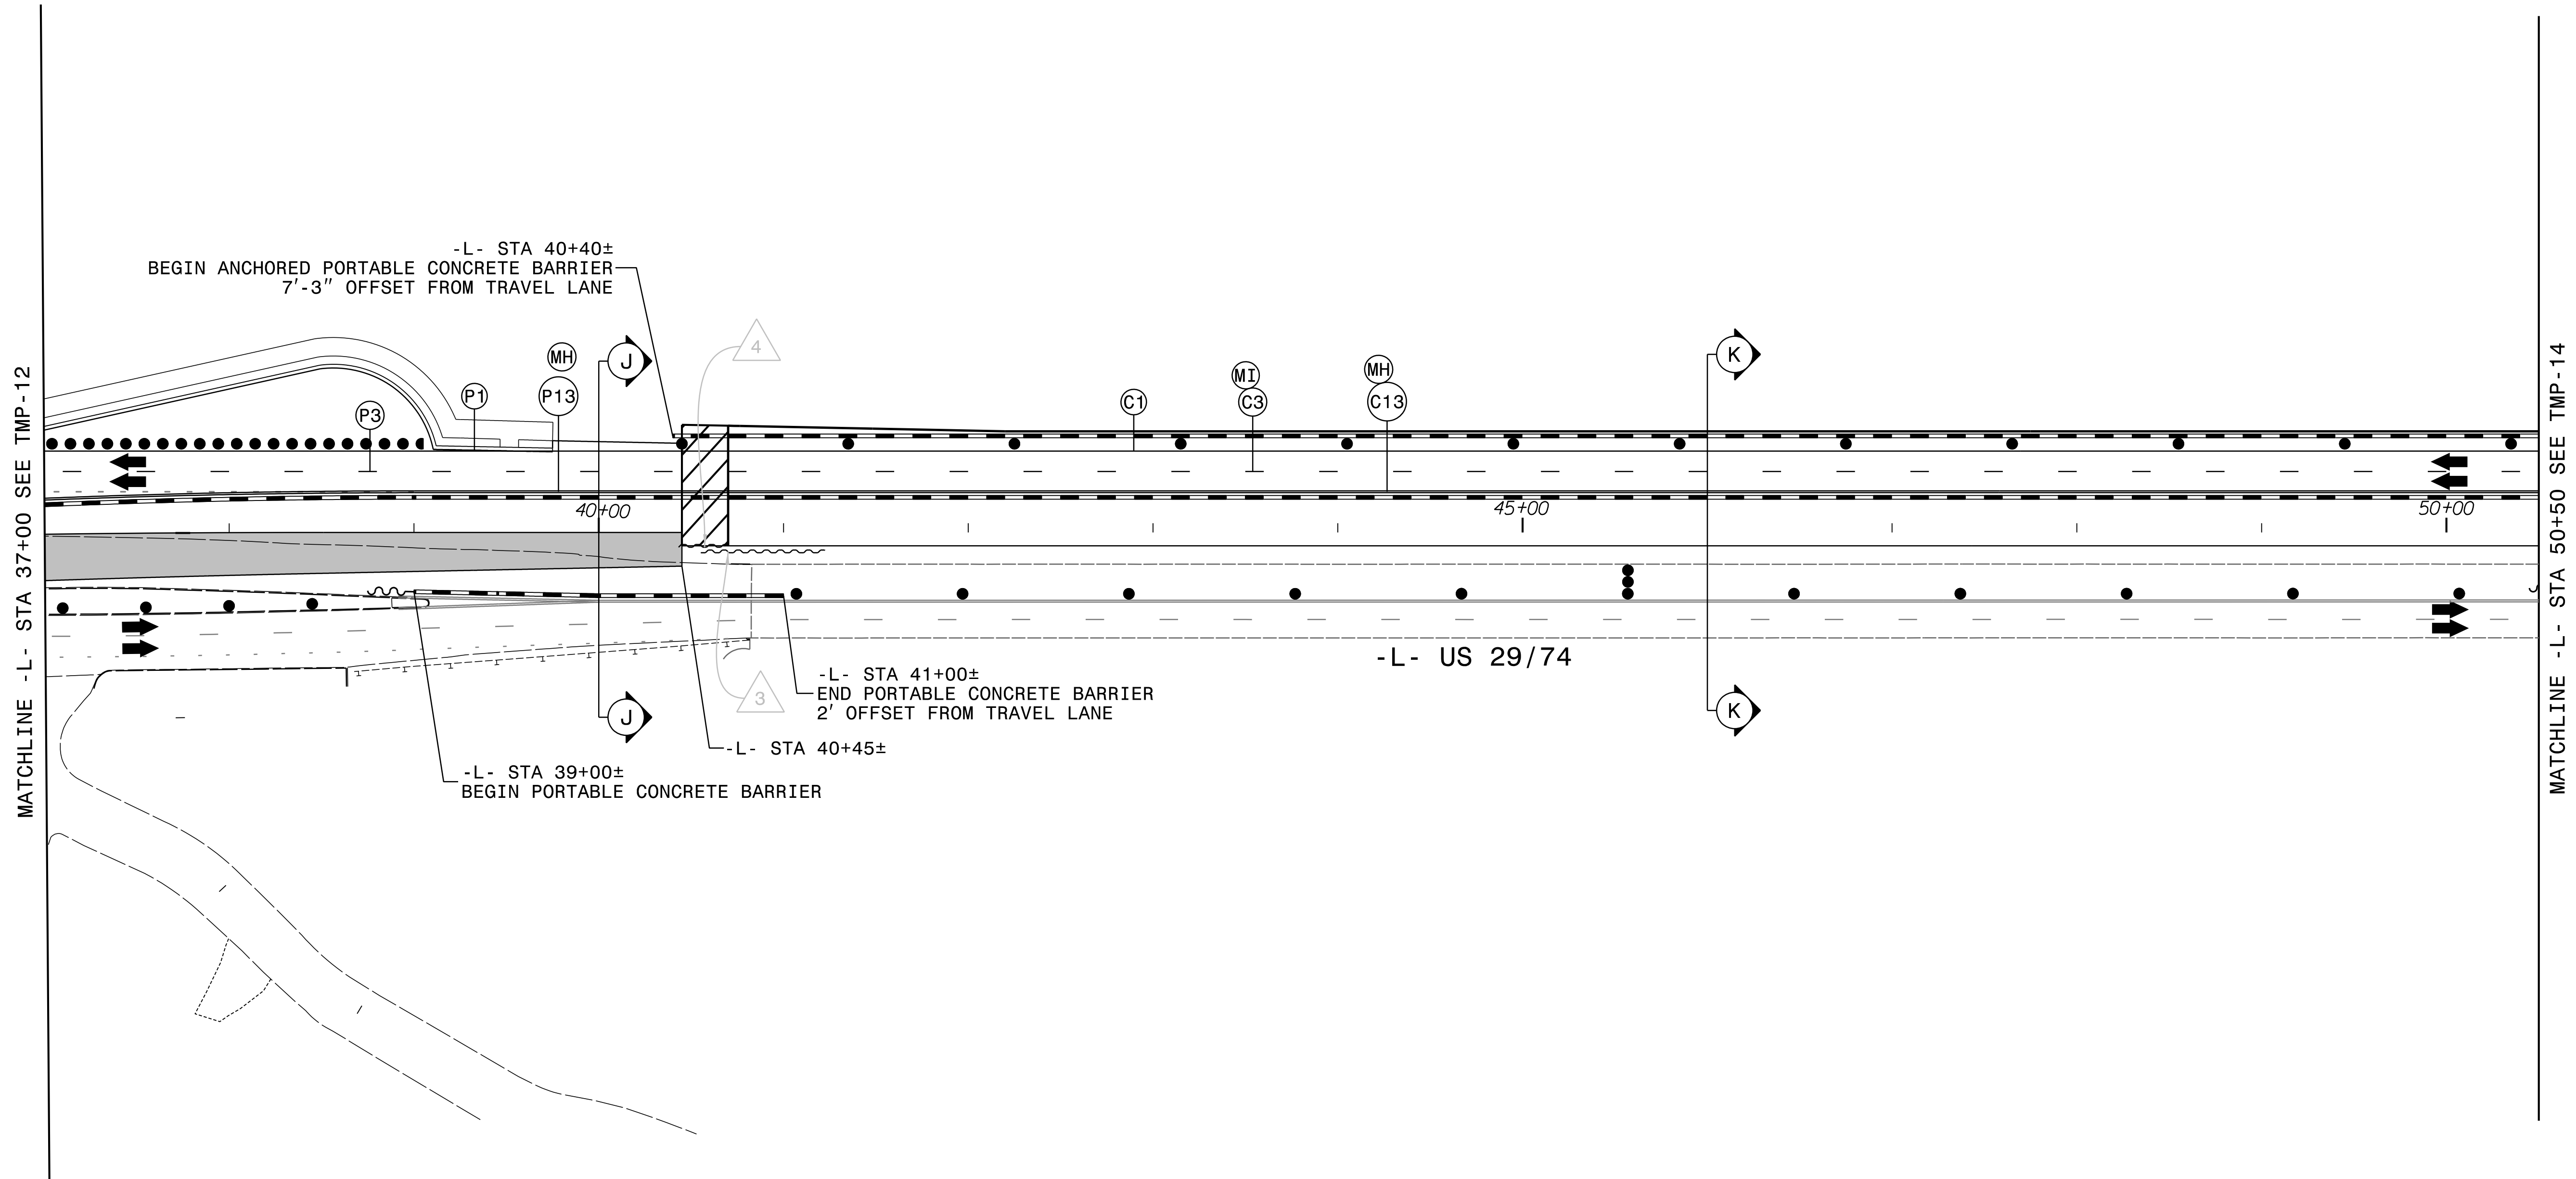 -L- STA 40+40±
BEGIN ANCHORED PORTABLE CONCRETE BARRIER
7'-3" OFFSET FROM TRAVEL LANE
4
MH
J
K
MI
MH
P3
P1
P13
C1
C3
C13
MATCHLINE -L- STA 37+00 SEE TMP-12
MATCHLINE -L- STA 50+50 SEE TMP-14
40+00
45+00
50+00
-L- US 29/74
-L- STA 41+00±
END PORTABLE CONCRETE BARRIER
2' OFFSET FROM TRAVEL LANE
3
J
K
-L- STA 40+45±
-L- STA 39+00±
BEGIN PORTABLE CONCRETE BARRIER